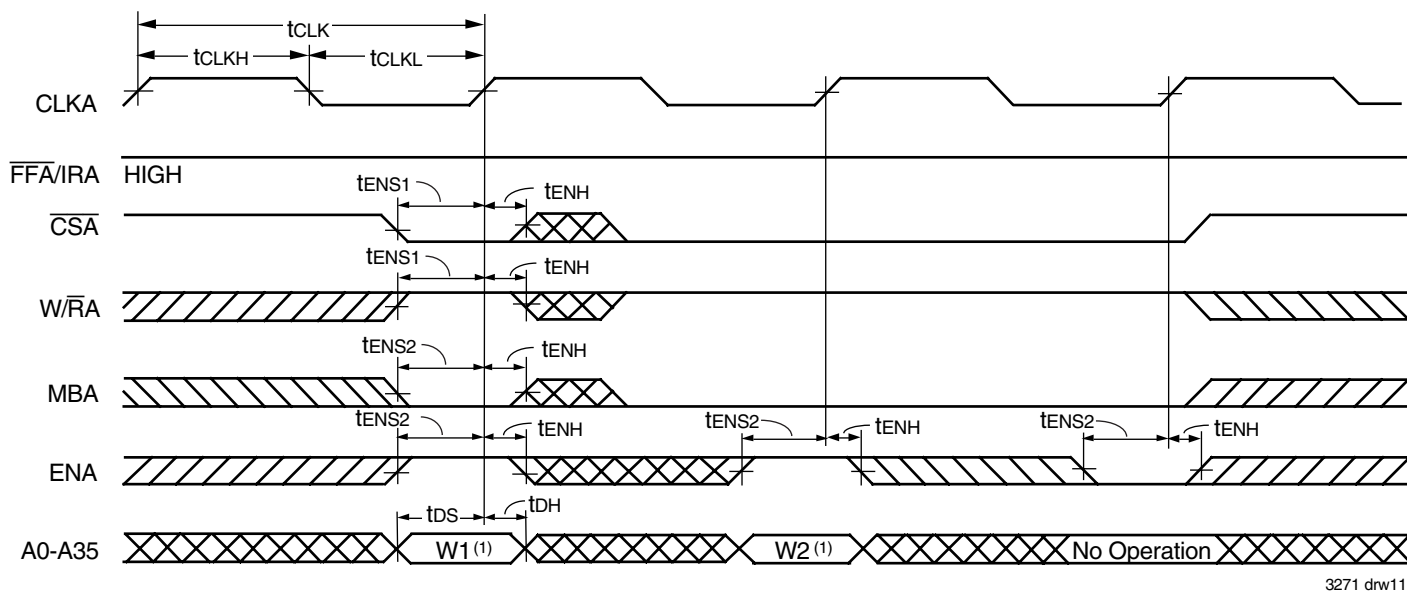 tCLK
tCLKH tCLKL
CLKA
FFA/IRA HIGH
tENS1 tENH
CSA
tENS1 tENH
W/RA
tENS2 tENH
MBA
tENS2 tENH tENS2 tENH tENS2 tENH
ENA
tDS tDH
A0-A35 W1(1) W2 (1) No Operation
3271 drw11